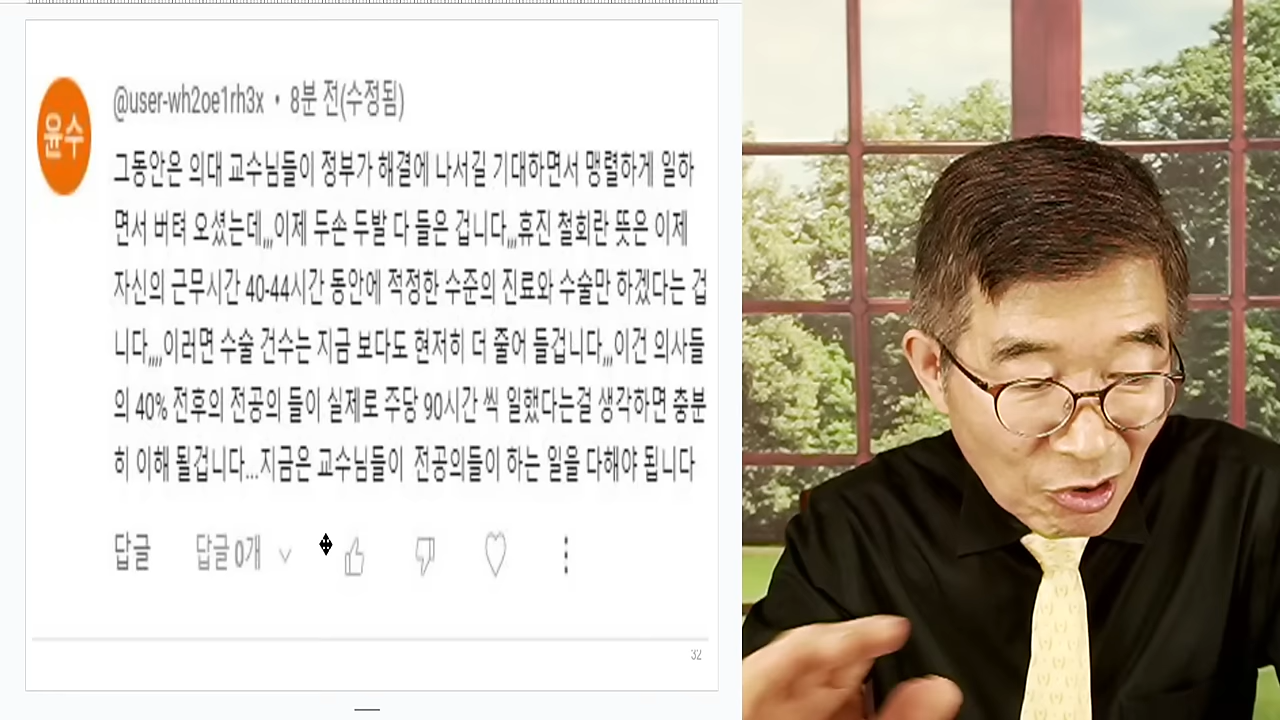 윤수
@user-wh2oe1rh3x • 8분 전(수정됨)
그동안은 의대 교수님들이 정부가 해결에 나서길 기대하면서 맹렬하게 일하
면서 버텨 오셨는데,,,이제 두손 두발 다 들은 겁니다,,,휴진 철회란 뜻은 이제
자신의 근무시간 40-44시간 동안에 적정한 수준의 진료와 수술만 하겠다는 겁
니다,,,,이러면 수술 건수는 지금 보다도 현저히 더 줄어 들겁니다,,,이건 의사들
의 40% 전후의 전공의 들이 실제로 주당 90시간 씩 일했다는걸 생각하면 충분
히 이해 될겁니다...지금은 교수님들이 전공의들이 하는 일을 다해야 됩니다
답글 답글 0개
32